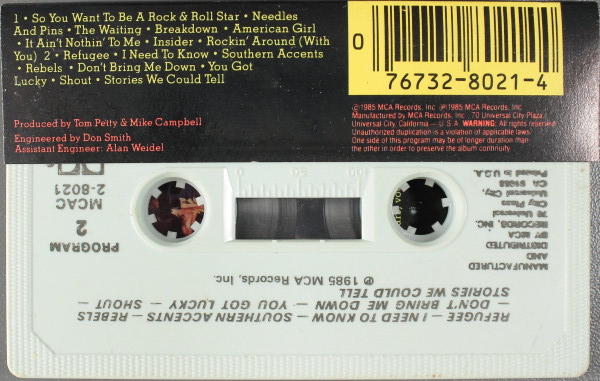 1 • So You Want To Be A Rock & Roll Star • Needles
And Pins • The Waiting • Breakdown • American Girl
• It Ain't Nothin' To Me • Insider • Rockin' Around (With
You) 2 • Refugee • I Need To Know • Southern Accents
• Rebels • Don't Bring Me Down • You Got
Lucky • Shout • Stories We Could Tell
Produced by Tom Petty & Mike Campbell
Engineered by Don Smith
Assistant Engineer: Alan Weidel
0 76732-8021-4
©1985 MCA Records, Inc ℗1985 MCA Records, Inc.
Manufactured by MCA Records, Inc. 70 Universal City Plaza
Universal City, California — U.S.A. WARNING: All rights reserved
Unauthorized duplication is a violation of applicable laws.
One side of this program may be of longer duration than
the other in order to preserve the album continuity.
REFUGEE — I NEED TO KNOW — SOUTHERN ACCENTS — REBELS
— DON'T BRING ME DOWN — YOU GOT LUCKY — SHOUT —
STORIES WE COULD TELL
℗ 1985 MCA Records, Inc.
MANUFACTURED
AND
DISTRIBUTED
BY MCA
RECORDS, INC.
70 Universal
City Plaza
Universal City,
CA 91608
Printed in U.S.A.
PROGRAM
2
MCAC
2-8021
100
50
0